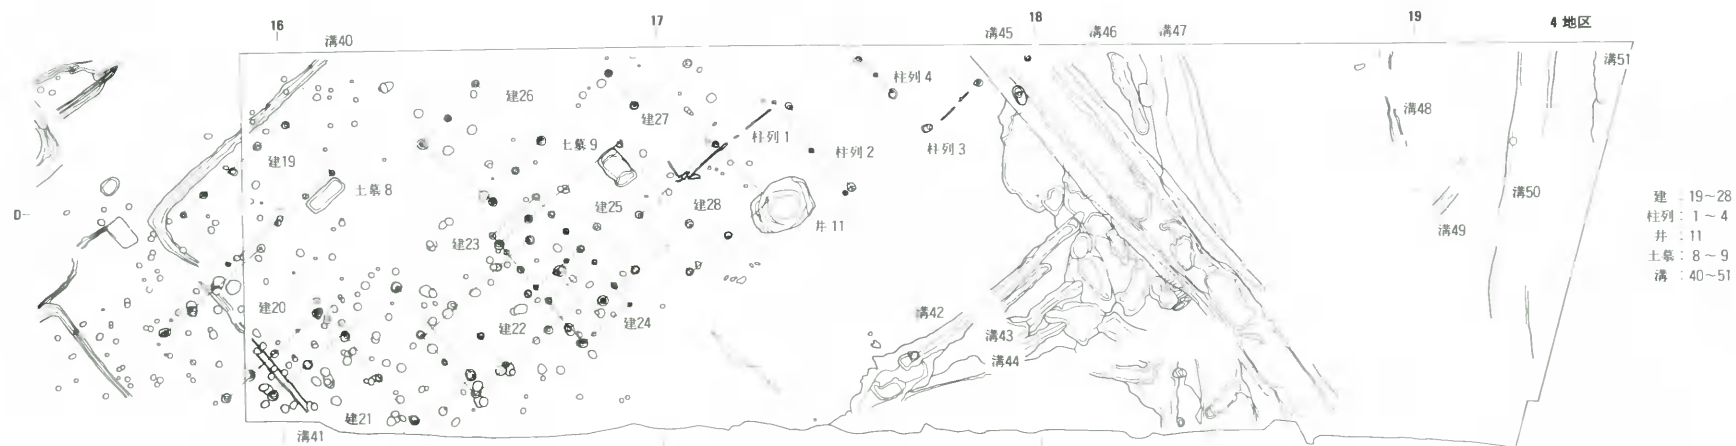 16
17
18
19
4 地区
溝40
溝45
溝46
溝47
溝51
柱列 4
建26
建27
溝48
柱列 1
土墓 9
柱列 2
柱列 3
建19
土墓 8
D
建25
建28
溝50
井 11
建23
溝49
建20
建22
建24
溝42
溝43
溝44
建21
溝41
建 : 19~28
柱列 : 1 ~ 4
井 : 11
土墓 : 8 ~ 9
溝 : 40~51